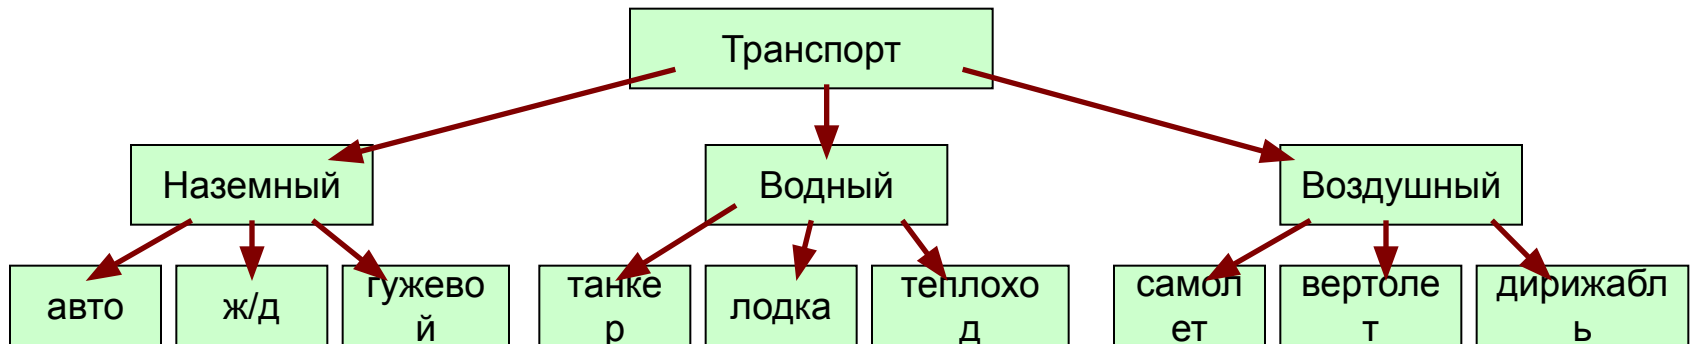 Транспорт
Наземный
Водный
Воздушный
авто
ж/д
гужево
й
танке
р
лодка
теплохо
д
самол
ет
вертоле
т
дирижабл
ь